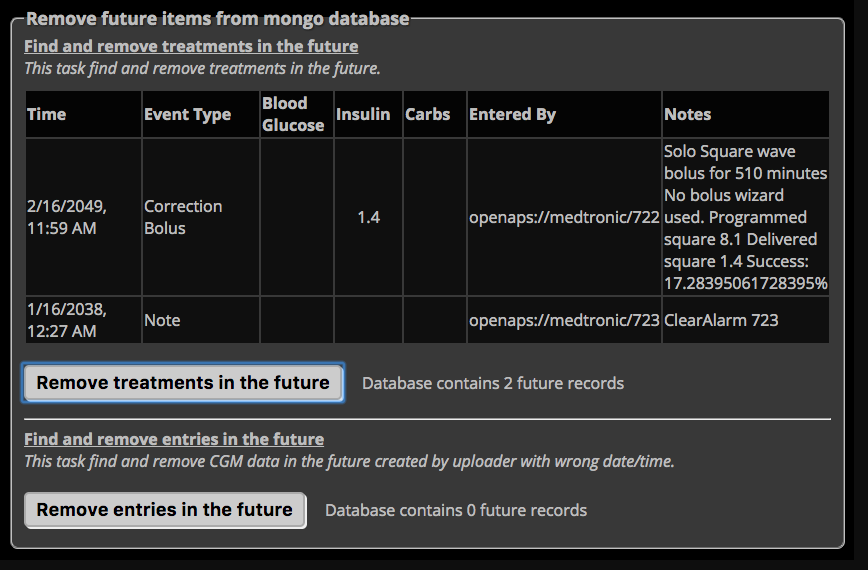 Remove future items from mongo database
Find and remove treatments in the future
This task find and remove treatments in the future.
Time Event Type Blood Glucose Insulin Carbs Entered By Notes
2/16/2049, 11:59 AM Correction Bolus 1.4 openaps://medtronic/722 Solo Square wave bolus for 510 minutes No bolus wizard used. Programmed square 8.1 Delivered square 1.4 Success: 17.28395061728395%
1/16/2038, 12:27 AM Note openaps://medtronic/723 ClearAlarm 723
Remove treatments in the future Database contains 2 future records
Find and remove entries in the future
This task find and remove CGM data in the future created by uploader with wrong date/time.
Remove entries in the future Database contains 0 future records